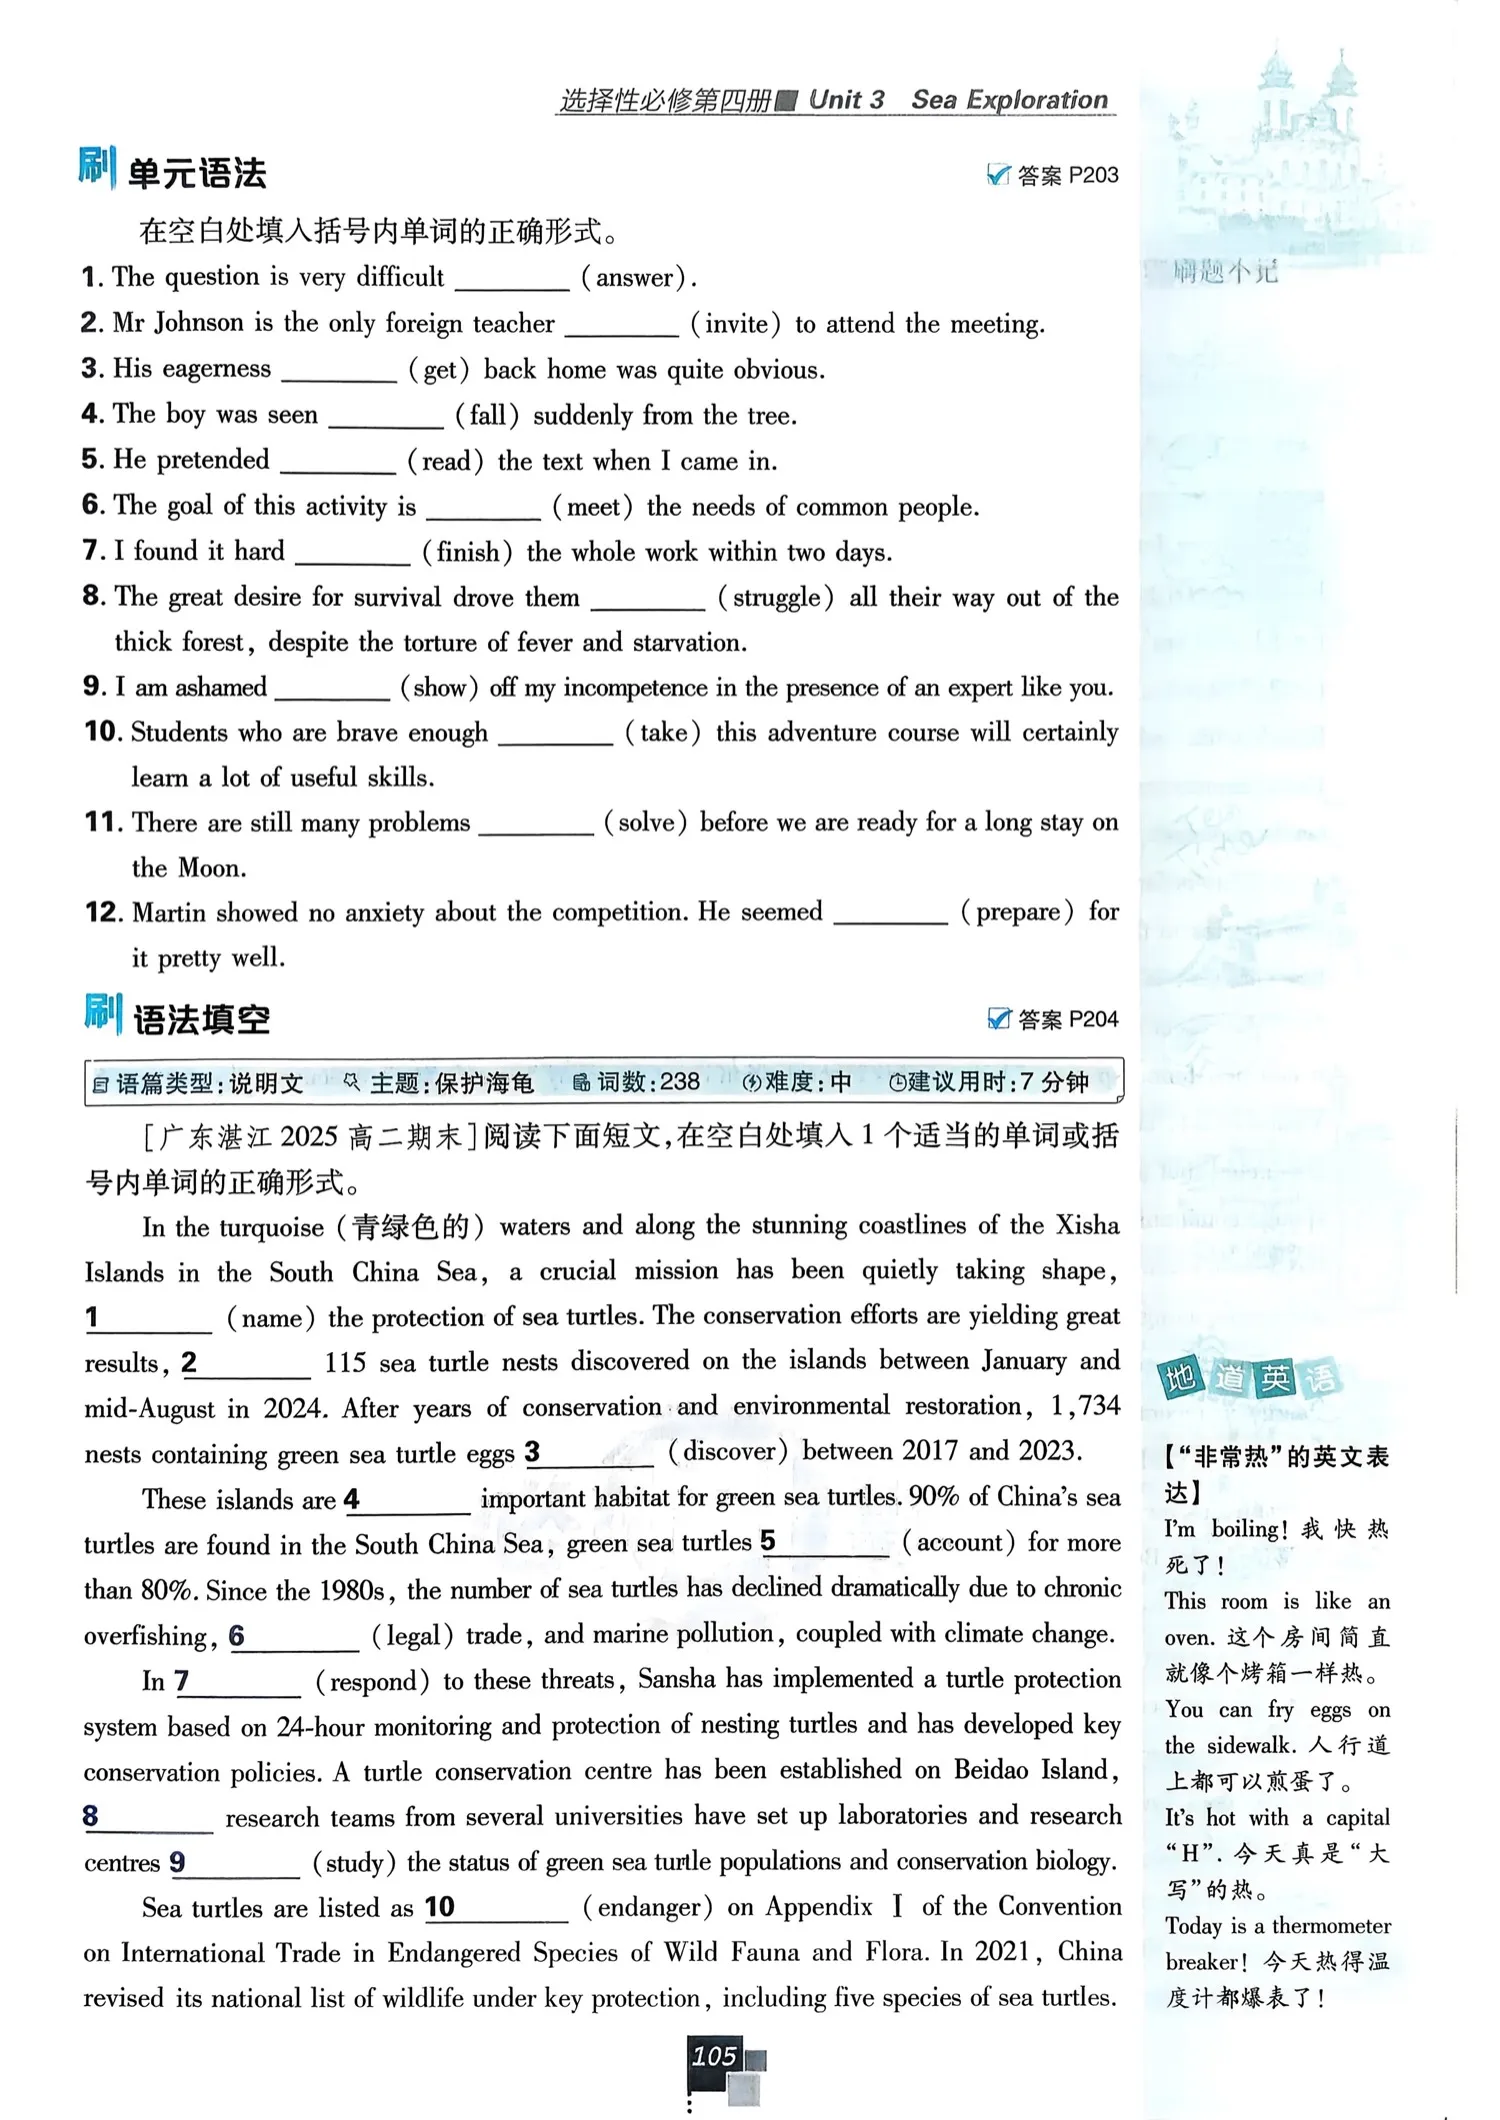 选择性必修第四册 Unit 3 Sea Exploration
刷 单元语法
答案 P203
在空白处填入括号内单词的正确形式。
1. The question is very difficult ________ (answer).
2. Mr Johnson is the only foreign teacher ________ (invite) to attend the meeting.
3. His eagerness ________ (get) back home was quite obvious.
4. The boy was seen ________ (fall) suddenly from the tree.
5. He pretended ________ (read) the text when I came in.
6. The goal of this activity is ________ (meet) the needs of common people.
7. I found it hard ________ (finish) the whole work within two days.
8. The great desire for survival drove them ________ (struggle) all their way out of the
thick forest, despite the torture of fever and starvation.
9. I am ashamed ________ (show) off my incompetence in the presence of an expert like you.
10. Students who are brave enough ________ (take) this adventure course will certainly
learn a lot of useful skills.
11. There are still many problems ________ (solve) before we are ready for a long stay on
the Moon.
12. Martin showed no anxiety about the competition. He seemed ________ (prepare) for
it pretty well.
刷 语法填空
答案 P204
语篇类型:说明文 主题:保护海龟 词数:238 难度:中 建议用时:7 分钟
[广东湛江 2025 高二期末]阅读下面短文,在空白处填入 1 个适当的单词或括
号内单词的正确形式。
In the turquoise (青绿色的) waters and along the stunning coastlines of the Xisha
Islands in the South China Sea, a crucial mission has been quietly taking shape,
1________ (name) the protection of sea turtles. The conservation efforts are yielding great
results, 2________ 115 sea turtle nests discovered on the islands between January and
mid-August in 2024. After years of conservation and environmental restoration, 1,734
nests containing green sea turtle eggs 3________ (discover) between 2017 and 2023.
These islands are 4________ important habitat for green sea turtles. 90% of China's sea
turtles are found in the South China Sea, green sea turtles 5________ (account) for more
than 80%. Since the 1980s, the number of sea turtles has declined dramatically due to chronic
overfishing, 6________ (legal) trade, and marine pollution, coupled with climate change.
In 7________ (respond) to these threats, Sansha has implemented a turtle protection
system based on 24-hour monitoring and protection of nesting turtles and has developed key
conservation policies. A turtle conservation centre has been established on Beidao Island,
8________ research teams from several universities have set up laboratories and research
centres 9________ (study) the status of green sea turtle populations and conservation biology.
Sea turtles are listed as 10________ (endanger) on Appendix Ⅰ of the Convention
on International Trade in Endangered Species of Wild Fauna and Flora. In 2021, China
revised its national list of wildlife under key protection, including five species of sea turtles.
105
刷题小记
地道英语
【“非常热”的英文表
达】
I'm boiling! 我快热
死了!
This room is like an
oven. 这个房间简直
就像个烤箱一样热。
You can fry eggs on
the sidewalk. 人行道
上都可以煎蛋了。
It's hot with a capital
“H”. 今天真是“大
写”的热。
Today is a thermometer
breaker! 今天热得温
度计都爆表了!